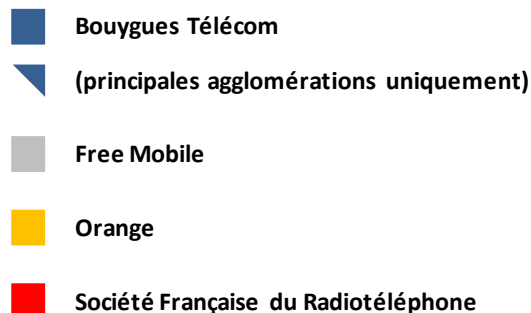 Bouygues Télécom
(principales agglomérations uniquement)
Free Mobile
Orange
Société Française du Radiotéléphone